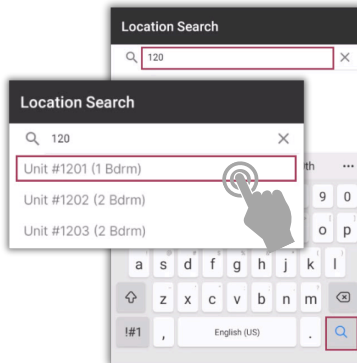 Location Search
120
Location Search
120
Unit #1201 (1 Bdrm)
Unit #1202 (2 Bdrm)
Unit #1203 (2 Bdrm)
9 0
o p
a s d f g h j k l
z x c v b n m
!#1 , English (US) .